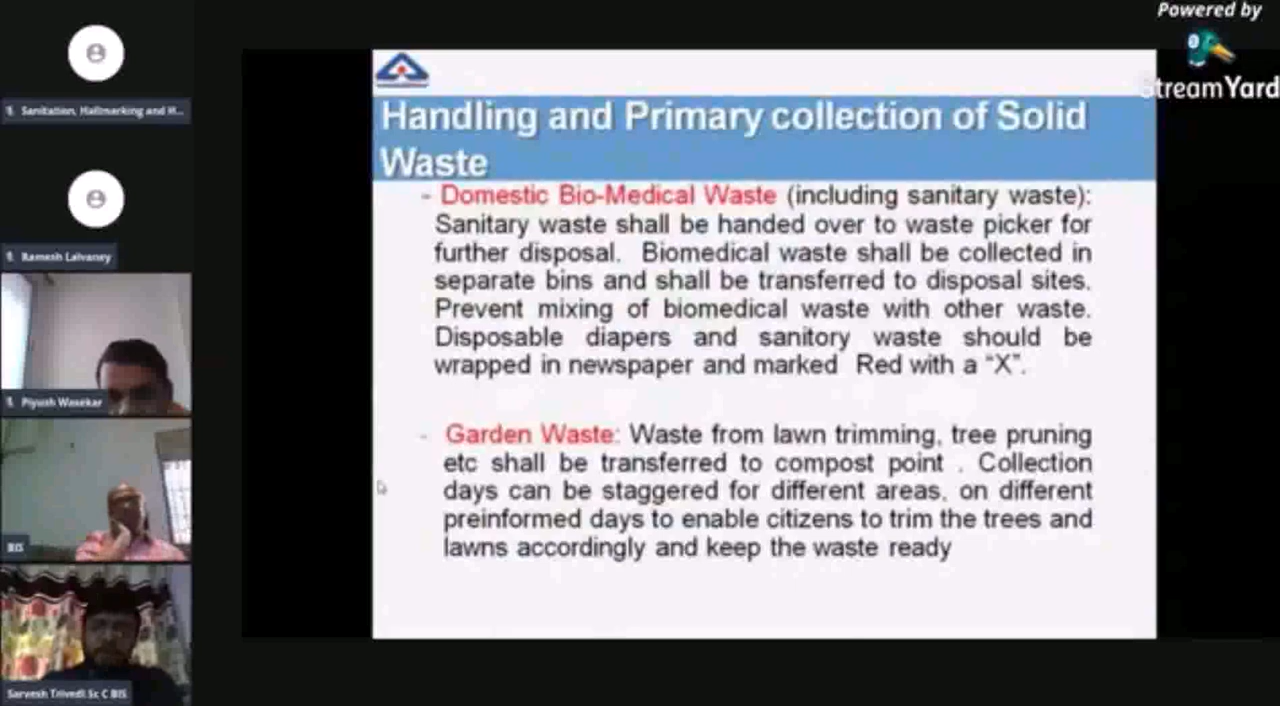 Powered by
StreamYard
Sanitation, Hallmarking and H...
Ramesh Lalvaney
Piyush Wasekar
BIS
Sarvesh Trivedi Sc C BIS
Handling and Primary collection of Solid
Waste
- Domestic Bio-Medical Waste (including sanitary waste):
Sanitary waste shall be handed over to waste picker for
further disposal. Biomedical waste shall be collected in
separate bins and shall be transferred to disposal sites.
Prevent mixing of biomedical waste with other waste.
Disposable diapers and sanitory waste should be
wrapped in newspaper and marked Red with a “X”.
- Garden Waste: Waste from lawn trimming, tree pruning
etc shall be transferred to compost point . Collection
days can be staggered for different areas, on different
preinformed days to enable citizens to trim the trees and
lawns accordingly and keep the waste ready